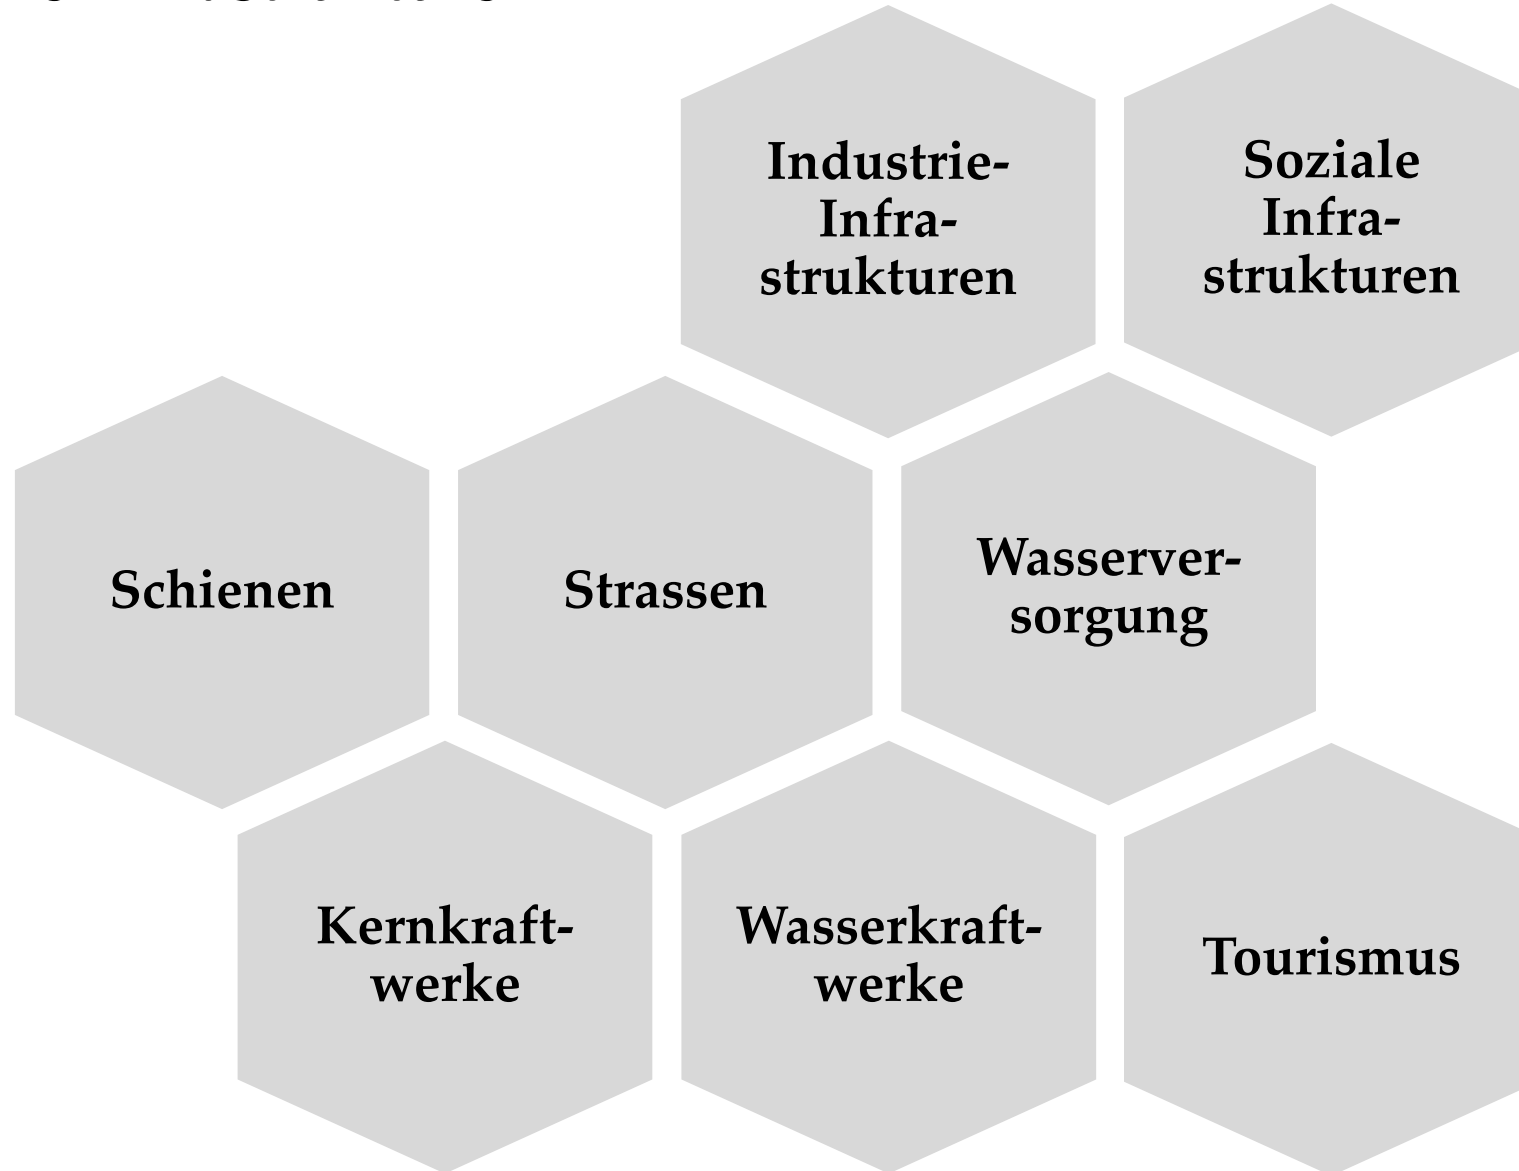 Industrie-
Infra-
strukturen
Soziale
Infra-
strukturen
Schienen
Strassen
Wasserver-
sorgung
Kernkraft-
werke
Wasserkraft-
werke
Tourismus